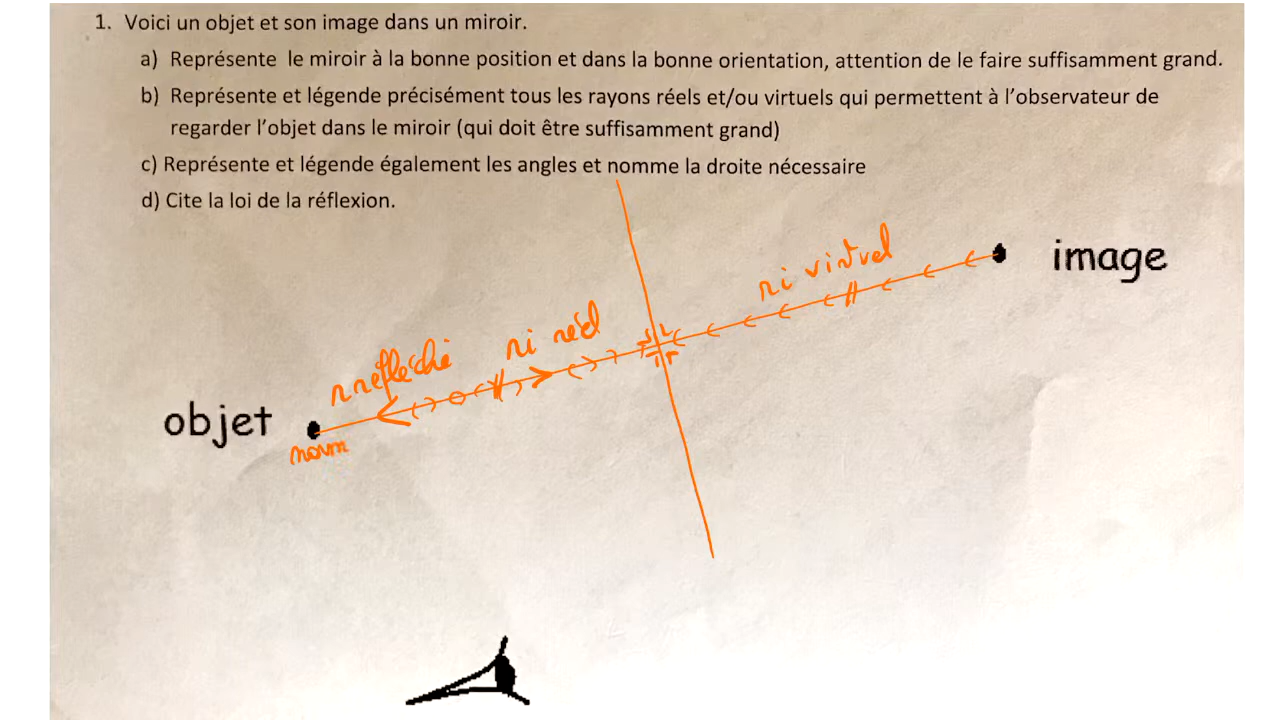 1. Voici un objet et son image dans un miroir.
a) Représente le miroir à la bonne position et dans la bonne orientation, attention de le faire suffisamment grand.
b) Représente et légende précisément tous les rayons réels et/ou virtuels qui permettent à l'observateur de
regarder l'objet dans le miroir (qui doit être suffisamment grand)
c) Représente et légende également les angles et nomme la droite nécessaire
d) Cite la loi de la réflexion.
ri virtuel
image
ri réel
r réfléchi
objet